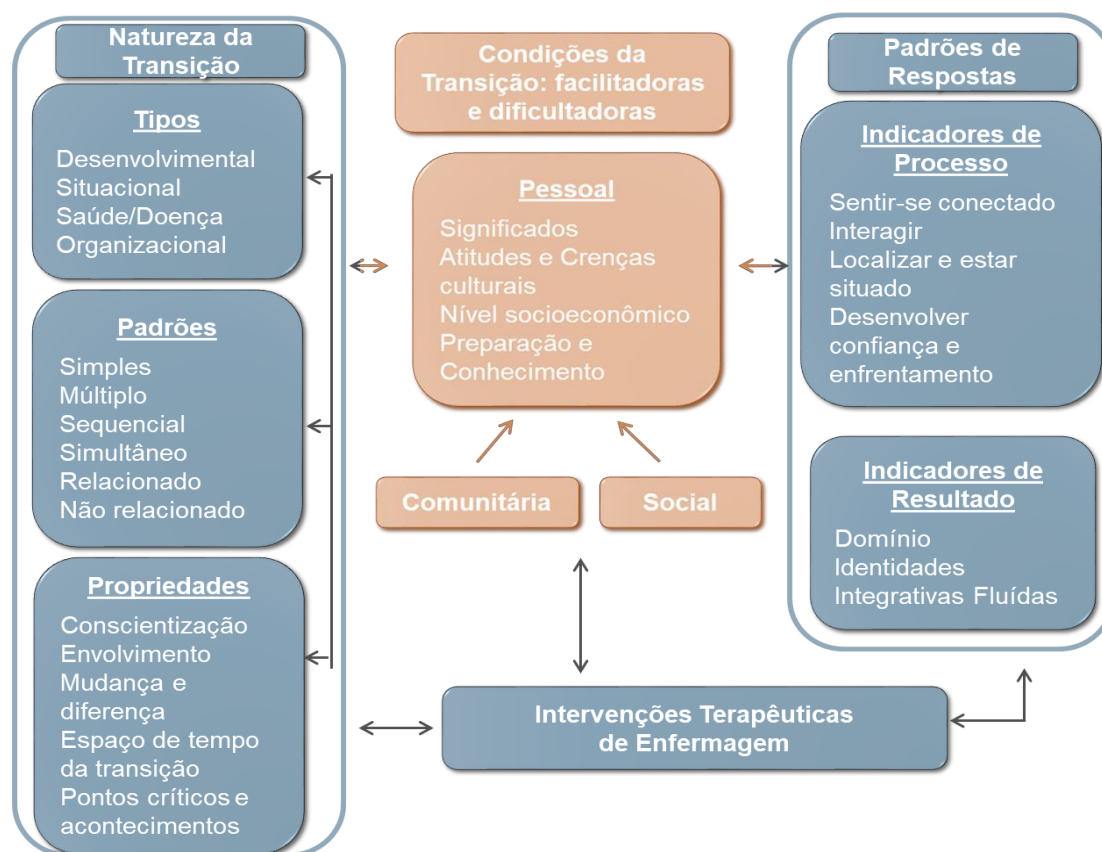 Natureza da
Transição
Tipos
Desenvolvimental
Situacional
Saúde/Doença
Organizacional
Padrões
Simples
Múltiplo
Sequencial
Simultâneo
Relacionado
Não relacionado
Propriedades
Conscientização
Envolvimento
Mudança e
diferença
Espaço de tempo
da transição
Pontos críticos e
acontecimentos
Condições da
Transição: facilitadoras
e dificultadoras
Pessoal
Significados
Atitudes e Crenças
culturais
Nível socioeconômico
Preparação e
Conhecimento
Comunitária
Social
Intervenções Terapêuticas
de Enfermagem
Padrões de
Respostas
Indicadores de
Processo
Sentir-se conectado
Interagir
Localizar e estar
situado
Desenvolver
confiança e
enfrentamento
Indicadores de
Resultado
Domínio
Identidades
Integrativas Fluídas